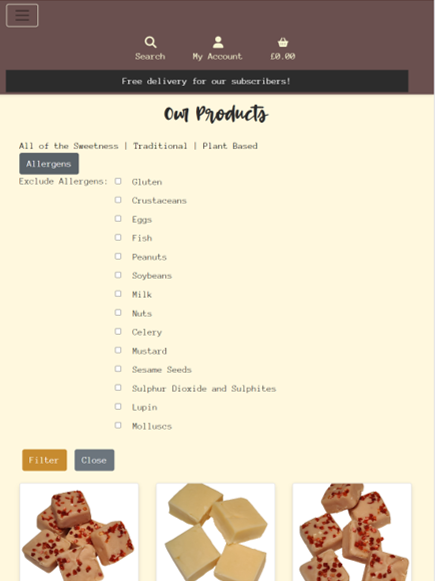 Search My Account £0.00
Free delivery for our subscribers!
Our Products
All of the Sweetness | Traditional | Plant Based
Allergens
Exclude Allergens:
Gluten
Crustaceans
Eggs
Fish
Peanuts
Soybeans
Milk
Nuts
Celery
Mustard
Sesame Seeds
Sulphur Dioxide and Sulphites
Lupin
Molluscs
Filter Close